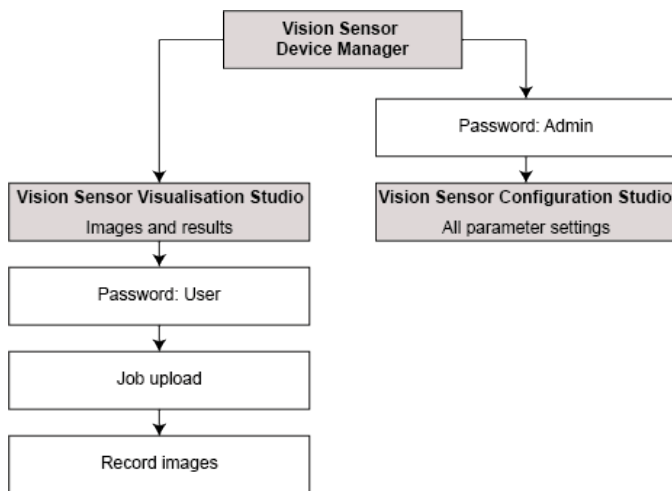 Vision Sensor
Device Manager
Password: Admin
Vision Sensor Visualisation Studio
Images and results
Vision Sensor Configuration Studio
All parameter settings
Password: User
Job upload
Record images